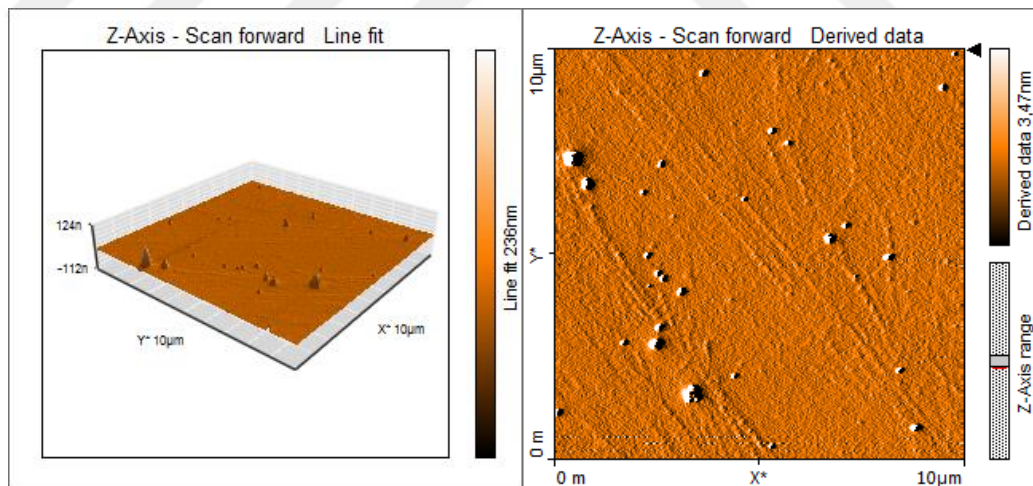 Z-Axis - Scan forward Line fit
124n
-112n
Y* 10µm
X* 10µm
Line fit 236nm
Z-Axis - Scan forward Derived data
10µm
Y*
0 m
0 m
X*
10µm
Derived data 3,47nm
Z-Axis range